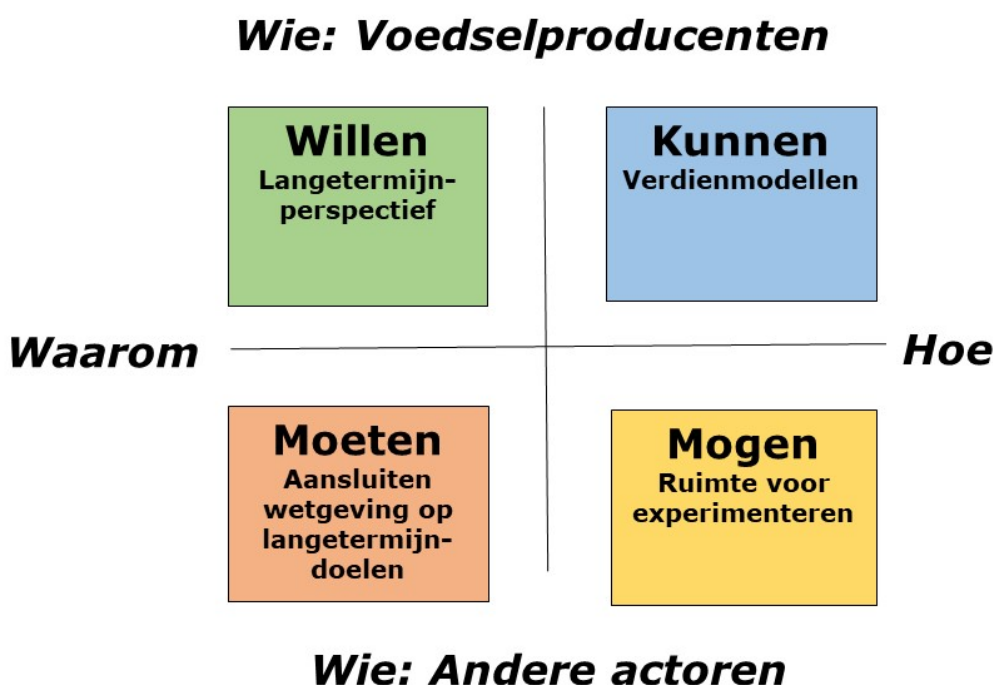 Wie: Voedselproducenten
Willen
Langetermijn-
perspectief
Kunnen
Verdienmodellen
Waarom
Hoe
Moeten
Aansluiten
wetgeving op
langetermijn-
doelen
Mogen
Ruimte voor
experimenteren
Wie: Andere actoren